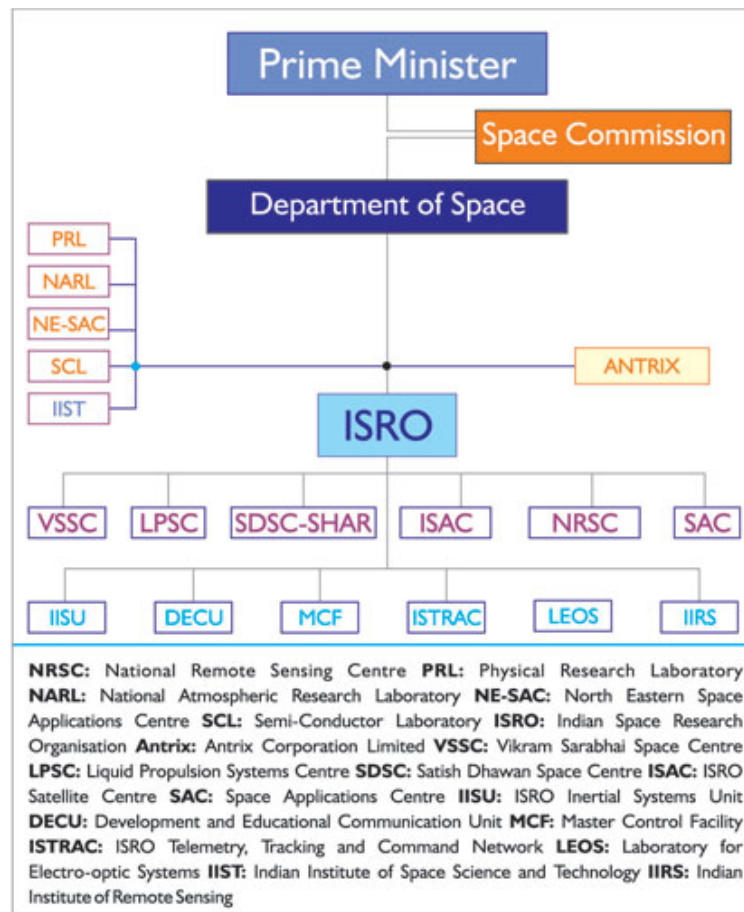 Prime Minister
Space Commission
Department of Space
PRL
NARL
NE-SAC
SCL
IIST
ANTRIX
ISRO
VSSC LPSC SDSC-SHAR ISAC NRSC SAC
IISU DECU MCF ISTRAC LEOS IIRS
NRSC: National Remote Sensing Centre PRL: Physical Research Laboratory
NARL: National Atmospheric Research Laboratory NE-SAC: North Eastern Space
Applications Centre SCL: Semi-Conductor Laboratory ISRO: Indian Space Research
Organisation Antrix: Antrix Corporation Limited VSSC: Vikram Sarabhai Space Centre
LPSC: Liquid Propulsion Systems Centre SDSC: Satish Dhawan Space Centre ISAC: ISRO
Satellite Centre SAC: Space Applications Centre IISU: ISRO Inertial Systems Unit
DECU: Development and Educational Communication Unit MCF: Master Control Facility
ISTRAC: ISRO Telemetry, Tracking and Command Network LEOS: Laboratory for
Electro-optic Systems IIST: Indian Institute of Space Science and Technology IIRS: Indian
Institute of Remote Sensing